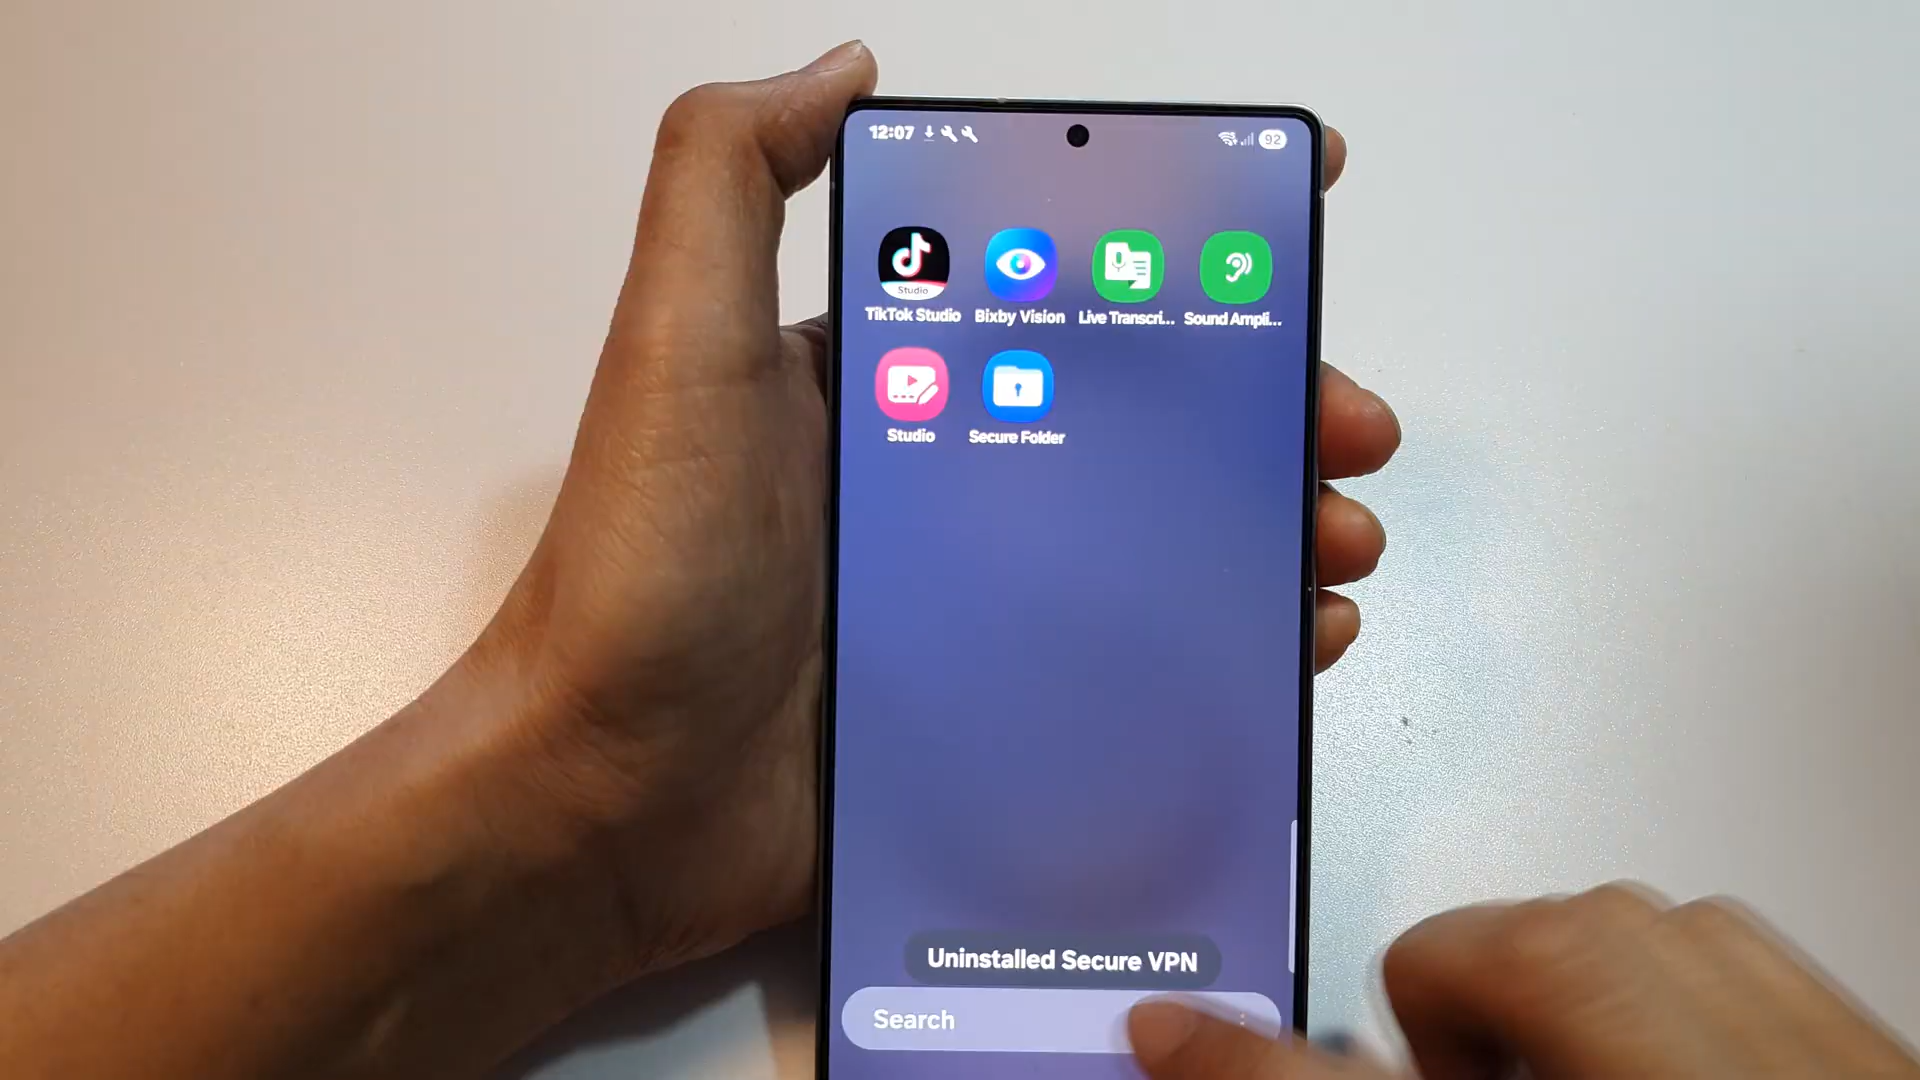 12:07
92
Studio
TikTok Studio
Bixby Vision
Live Transcri...
Sound Ampli...
Studio
Secure Folder
Uninstalled Secure VPN
Search